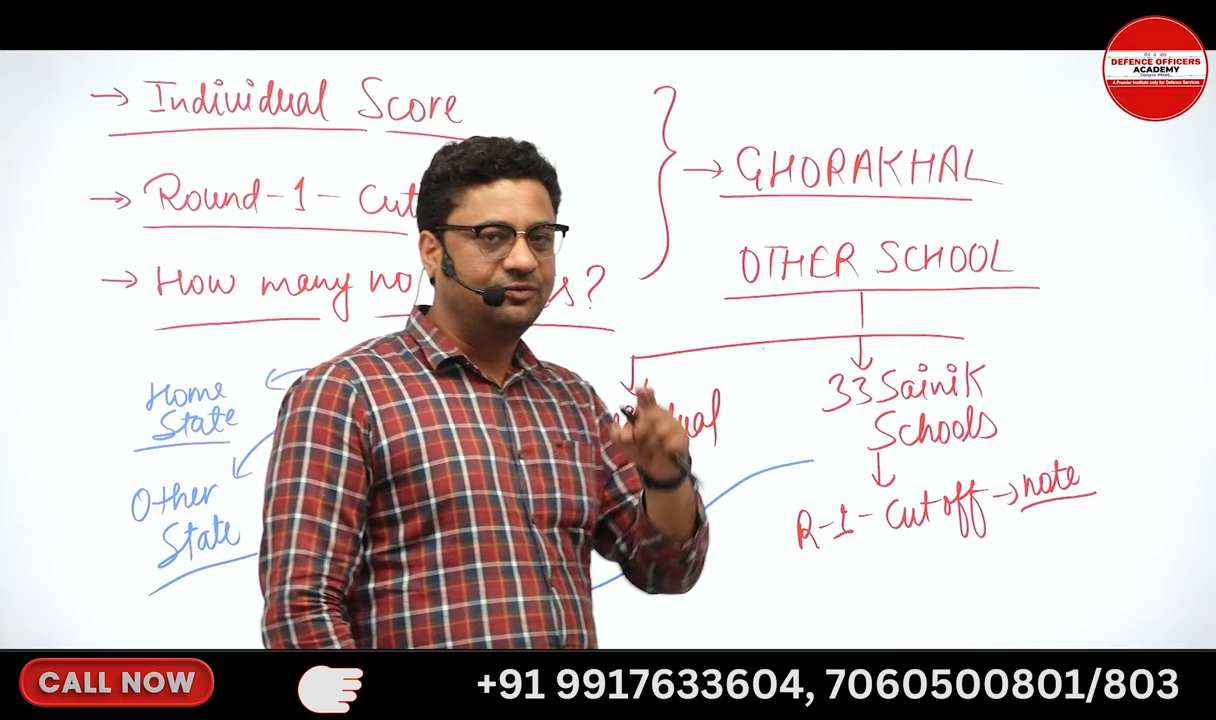 → Individual Score
→ Round-1- Cut
→ How many no s?
→ GHORAKHAL
OTHER SCHOOL
Home
State
Other
State
33 Sainik
Schools
R-1- Cut off → note
DEFENCE OFFICERS
ACADEMY
A Premier Institute only for Defence Services
CALL NOW
+91 9917633604, 7060500801/803